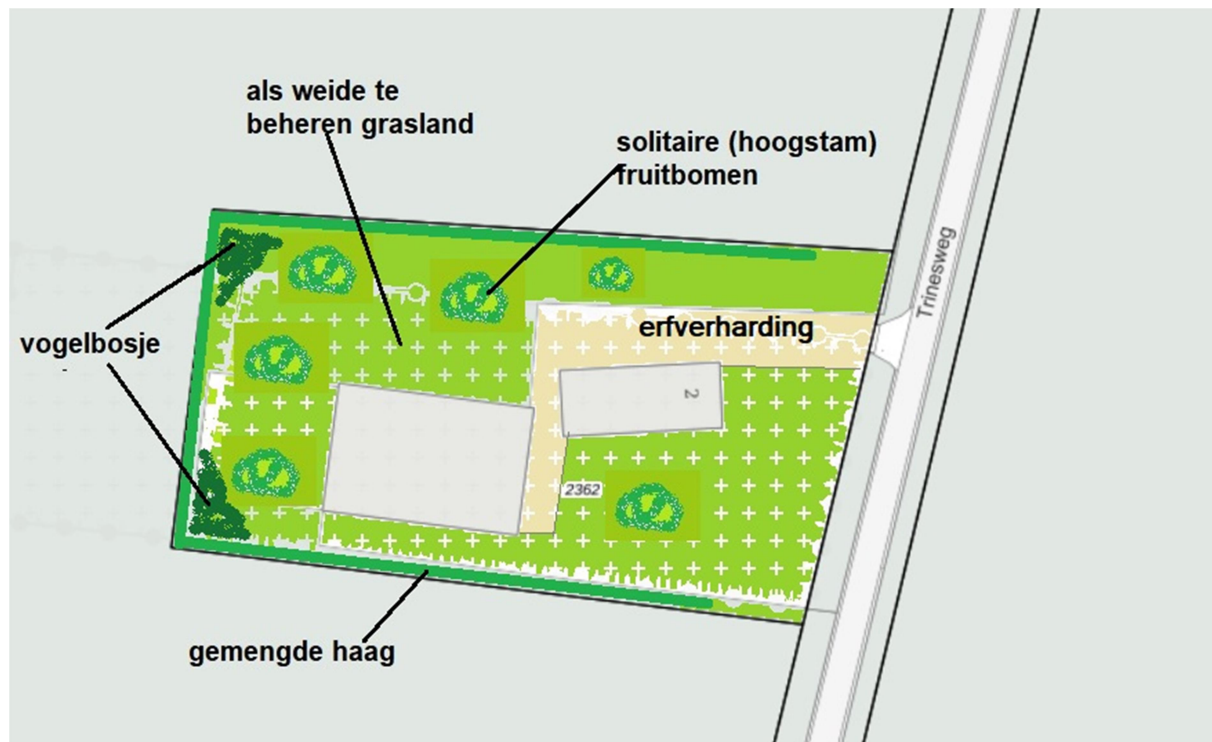 als weide te
beheren grasland
solitaire (hoogstam)
fruitbomen
Trinesweg
erfverharding
vogelbosje
2
2362
gemengde haag